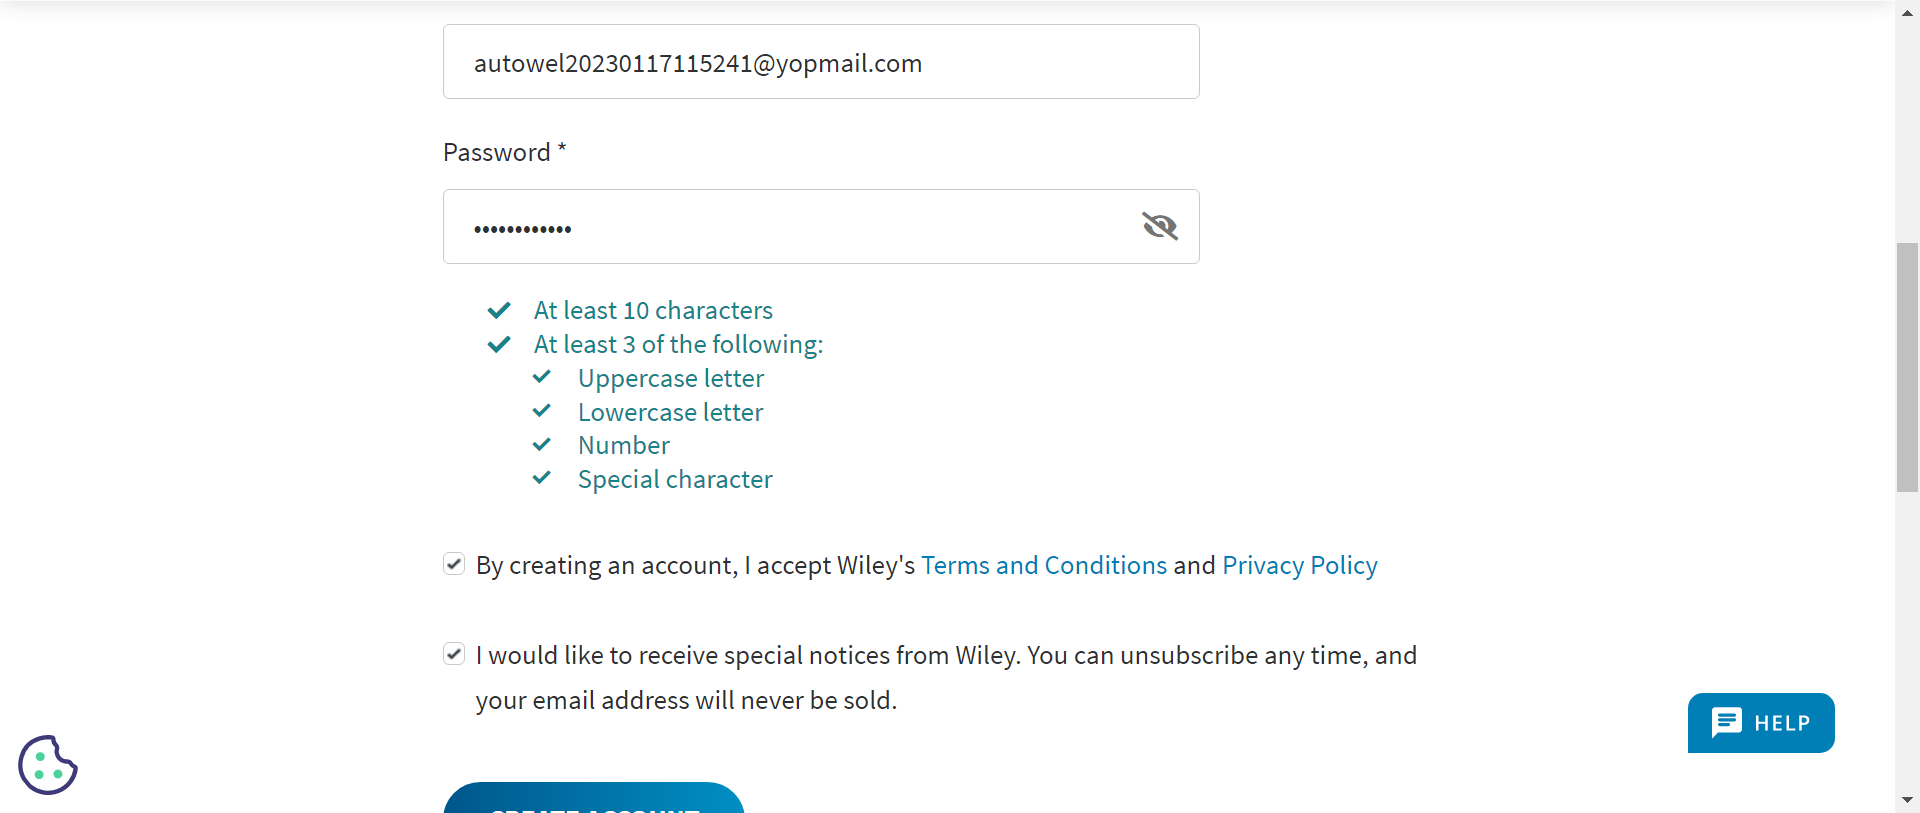 autowel20230117115241@yopmail.com
Password *
••••••••••••
At least 10 characters
At least 3 of the following:
Uppercase letter
Lowercase letter
Number
Special character
By creating an account, I accept Wiley's Terms and Conditions and Privacy Policy
I would like to receive special notices from Wiley. You can unsubscribe any time, and
your email address will never be sold.
HELP
CREATE ACCOUNT